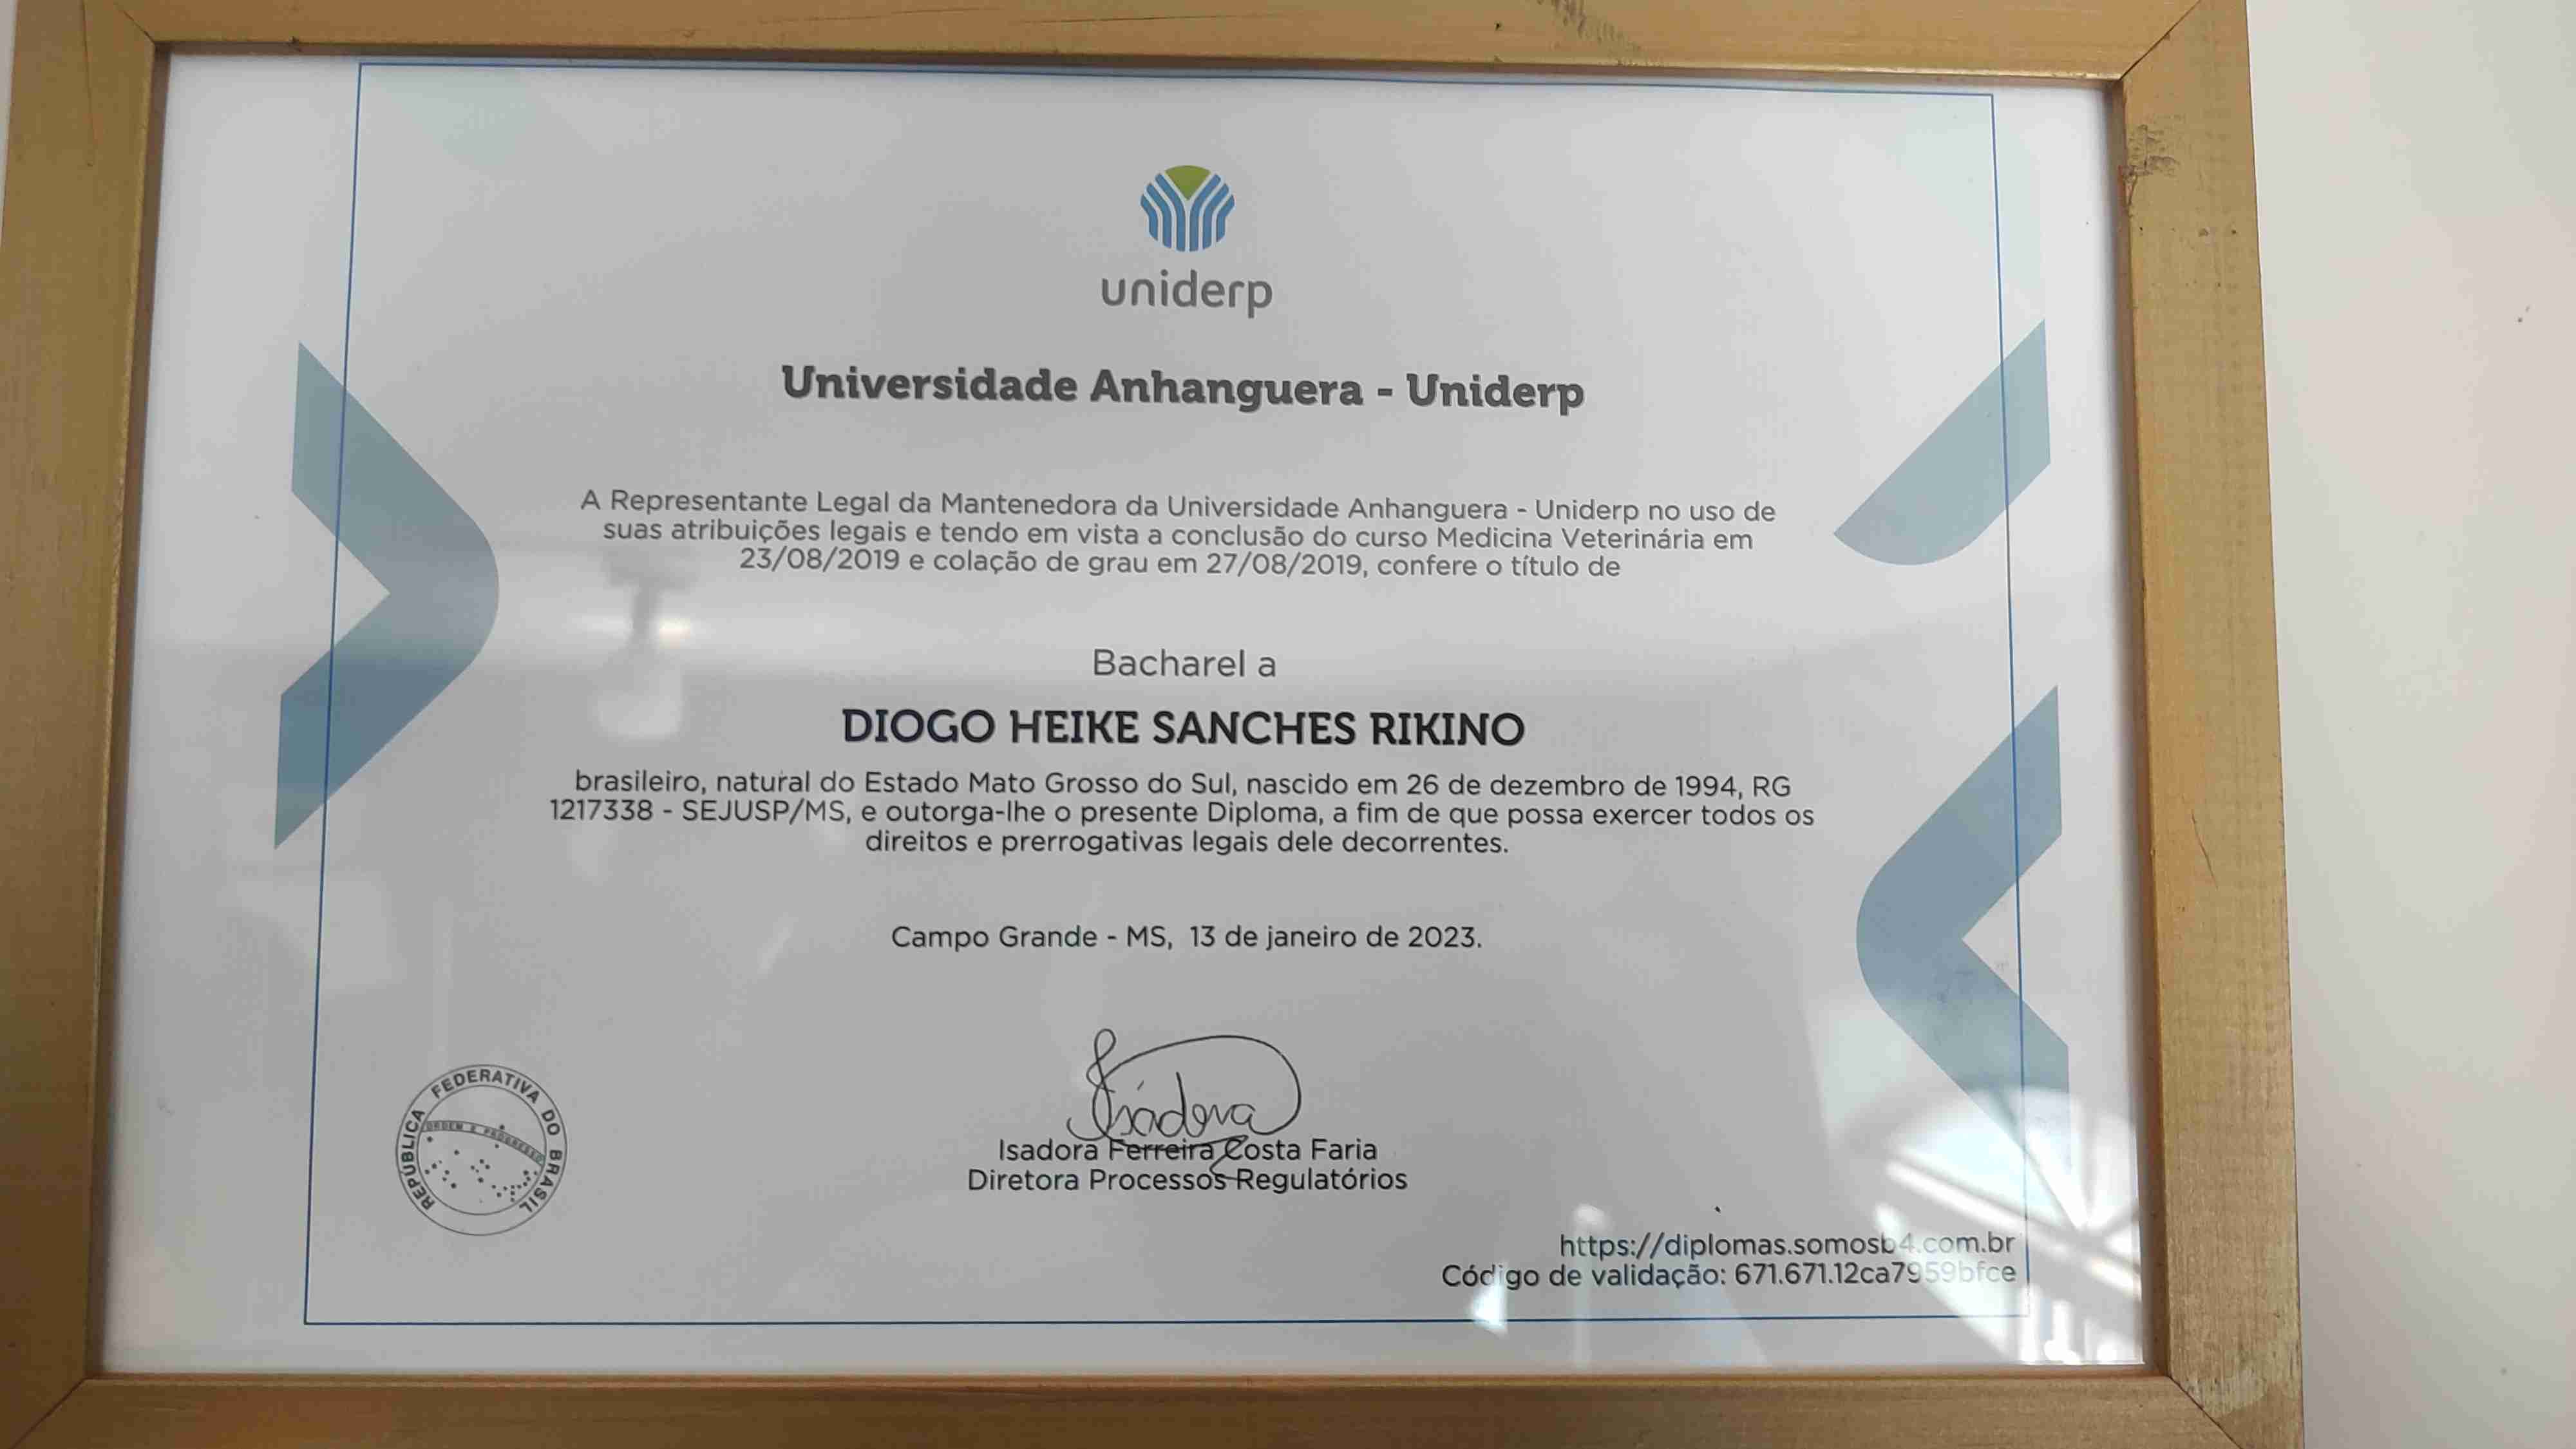 uniderp
Universidade Anhanguera - Uniderp
A Representante Legal da Mantenedora da Universidade Anhanguera - Uniderp no uso de
suas atribuições legais e tendo em vista a conclusão do curso Medicina Veterinária em
23/08/2019 e colação de grau em 27/08/2019, confere o título de
Bacharel a
DIOGO HEIKE SANCHES RIKINO
brasileiro, natural do Estado Mato Grosso do Sul, nascido em 26 de dezembro de 1994, RG
1217338 - SEJUSP/MS, e outorga-lhe o presente Diploma, a fim de que possa exercer todos os
direitos e prerrogativas legais dele decorrentes.
Campo Grande - MS, 13 de janeiro de 2023.
Isadora
Isadora Ferreira Costa Faria
Diretora Processos Regulatórios
REPÚBLICA FEDERATIVA DO BRASIL
ORDEM E PROGRESSO
https://diplomas.somosb4.com.br
Código de validação: 671.671.12ca7959bfce